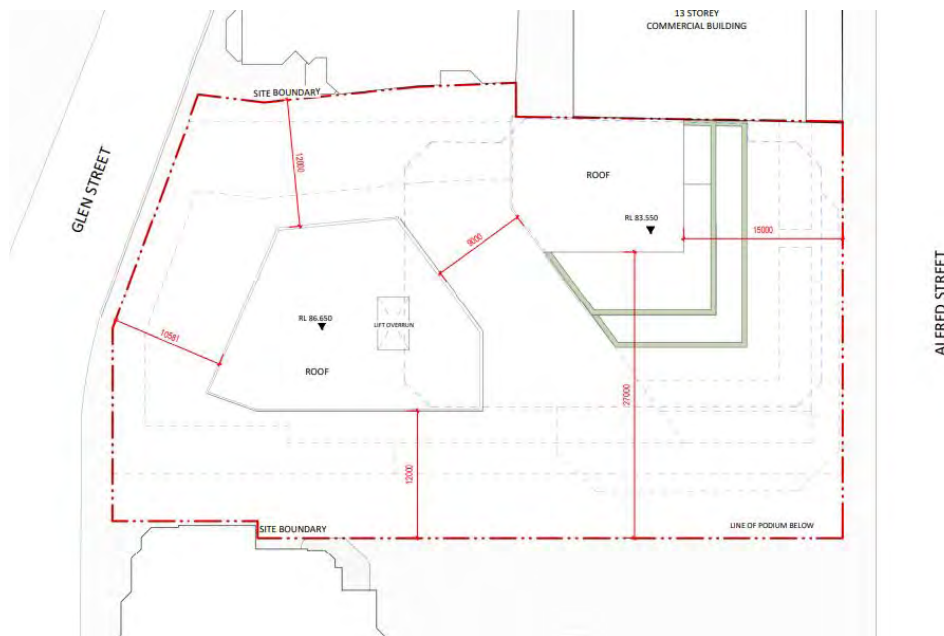 13 STOREY
COMMERCIAL BUILDING
SITE BOUNDARY
GLEN STREET
12000
ROOF
RL 83.550
9000
15000
ALFRED STREET
RL 86.650
LIFT OVERRUN
10581
ROOF
27000
12000
SITE BOUNDARY
LINE OF PODIUM BELOW